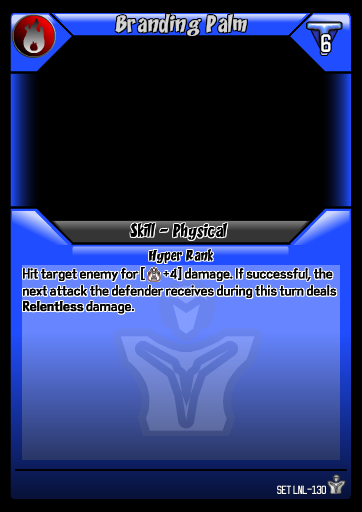 Branding Palm
6
Skill - Physical
Hyper Rank
Hit target enemy for [ +4] damage. If successful, the
next attack the defender receives during this turn deals
Relentless damage.
SET LNL-130